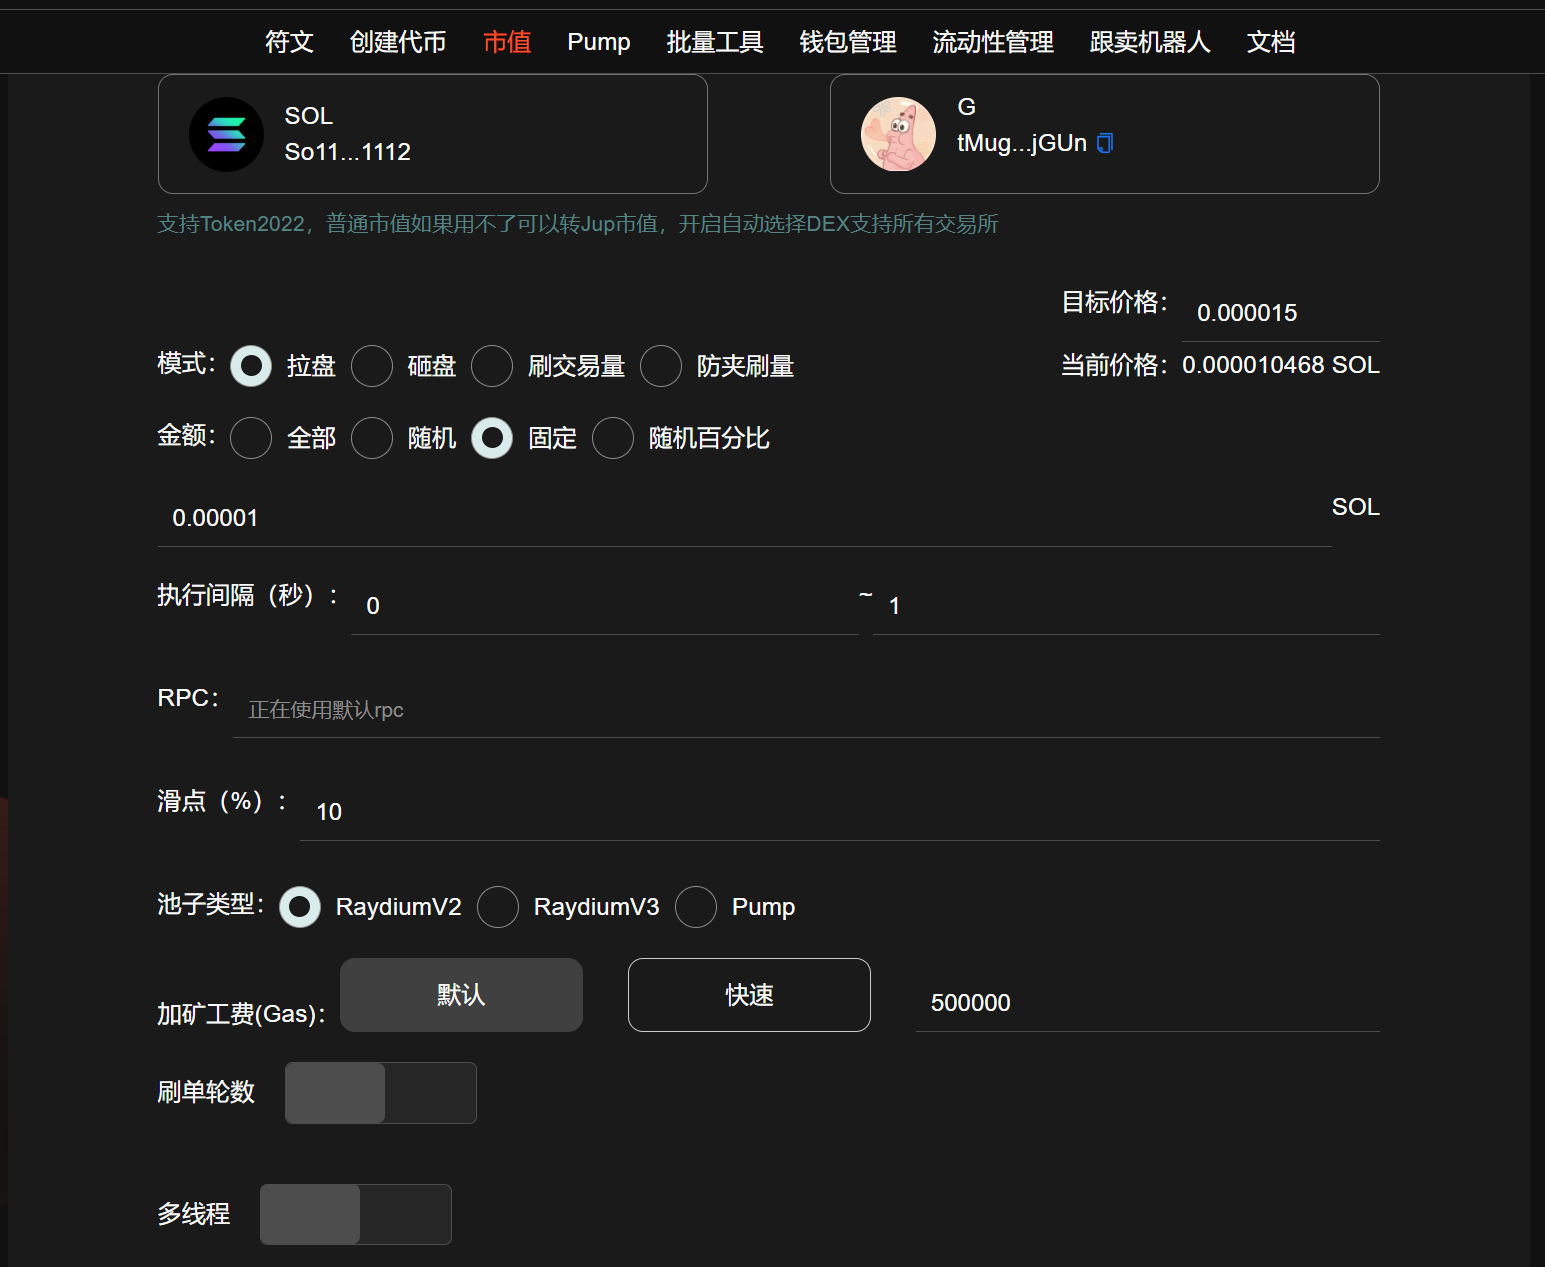 符文 创建代币 市值 Pump 批量工具 钱包管理 流动性管理 跟卖机器人 文档
SOL
So11...1112
G
tMug...jGUn
支持Token2022，普通市值如果用不了可以转Jup市值，开启自动选择DEX支持所有交易所
目标价格： 0.000015
模式： 拉盘 砸盘 刷交易量 防夹刷量
当前价格： 0.000010468 SOL
金额： 全部 随机 固定 随机百分比
0.00001 SOL
执行间隔（秒）： 0 ~ 1
RPC： 正在使用默认rpc
滑点（%）： 10
池子类型： RaydiumV2 RaydiumV3 Pump
加矿工费(Gas)： 默认 快速 500000
刷单轮数
多线程